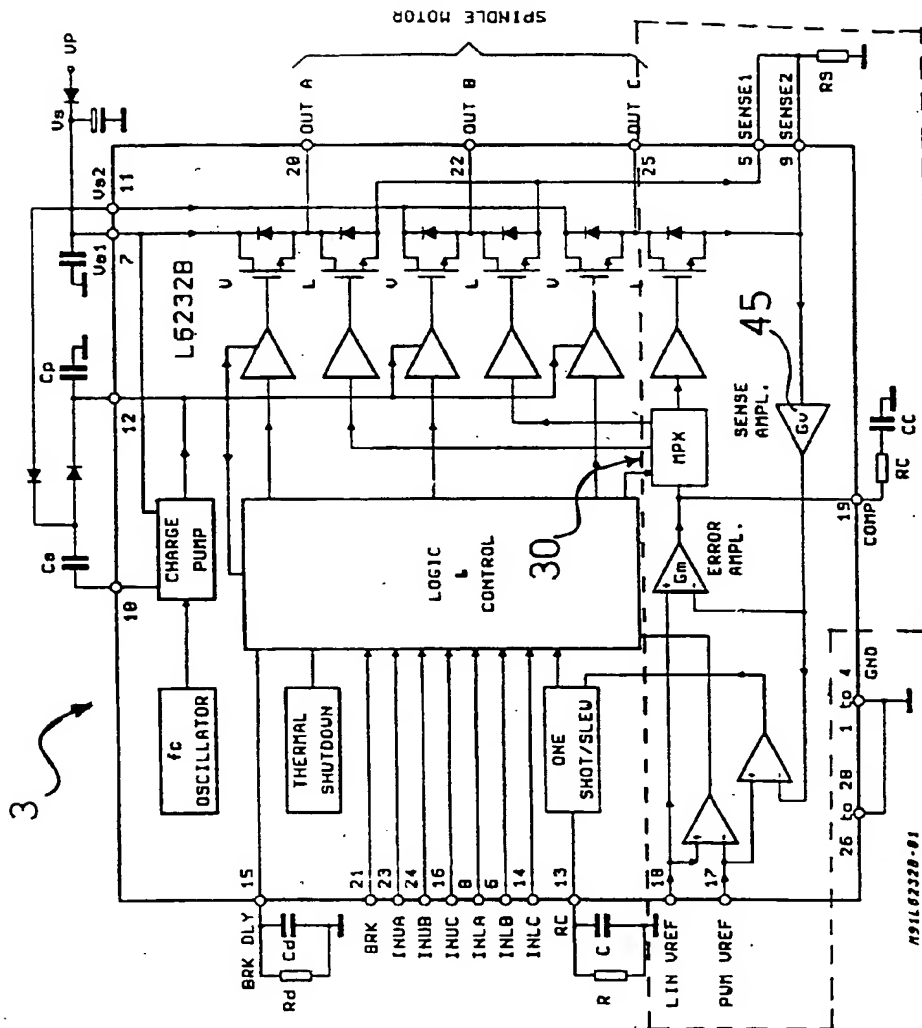 3
SPINDLE MOTOR
Vs
VP
Ca
Cp
Vs1
Vs2
10
12
7
11
L6232B
fc
OSCILLATOR
CHARGE
PUMP
THERMAL
SHUTDOWN
LOGIC
&
CONTROL
ONE
SHOT/SLEW
U
L
U
L
U
L
20
OUT A
22
OUT B
25
OUT C
5
SENSE1
9
SENSE2
RS
BRK DLY
15
Rd
Cd
BRK
21
INUA
23
INUB
24
INUC
16
INLA
8
INLB
6
INLC
14
RC
13
R
C
LIN VREF
18
PWM VREF
17
30
MPX
Gm
ERROR
AMPL.
SENSE
AMPL.
45
Gv
19
COMP
RC
CC
26 to 28
1 to 4
GND
M91L6232B-01